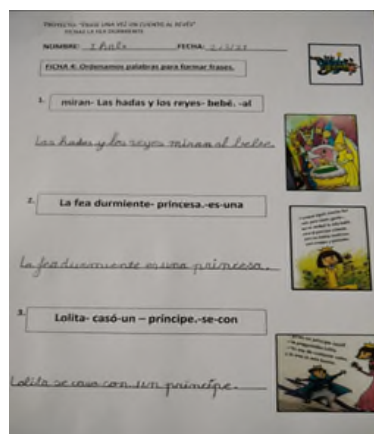 PROYECTO: "ÉRASE UNA VEZ UN CUENTO AL REVÉS"
FICHAS LA FEA DURMIENTE
NOMBRE: FECHA:
FICHA 4: Ordenamos palabras para formar frases.
1. miran- Las hadas y los reyes- bebé. -al
Las hadas y los reyes miran al bebe.
2. La fea durmiente- princesa.-es-una
La fea durmiente es una princesa.
3. Lolita- casó-un – príncipe.-se-con
Lolita se caso con un príncipe.